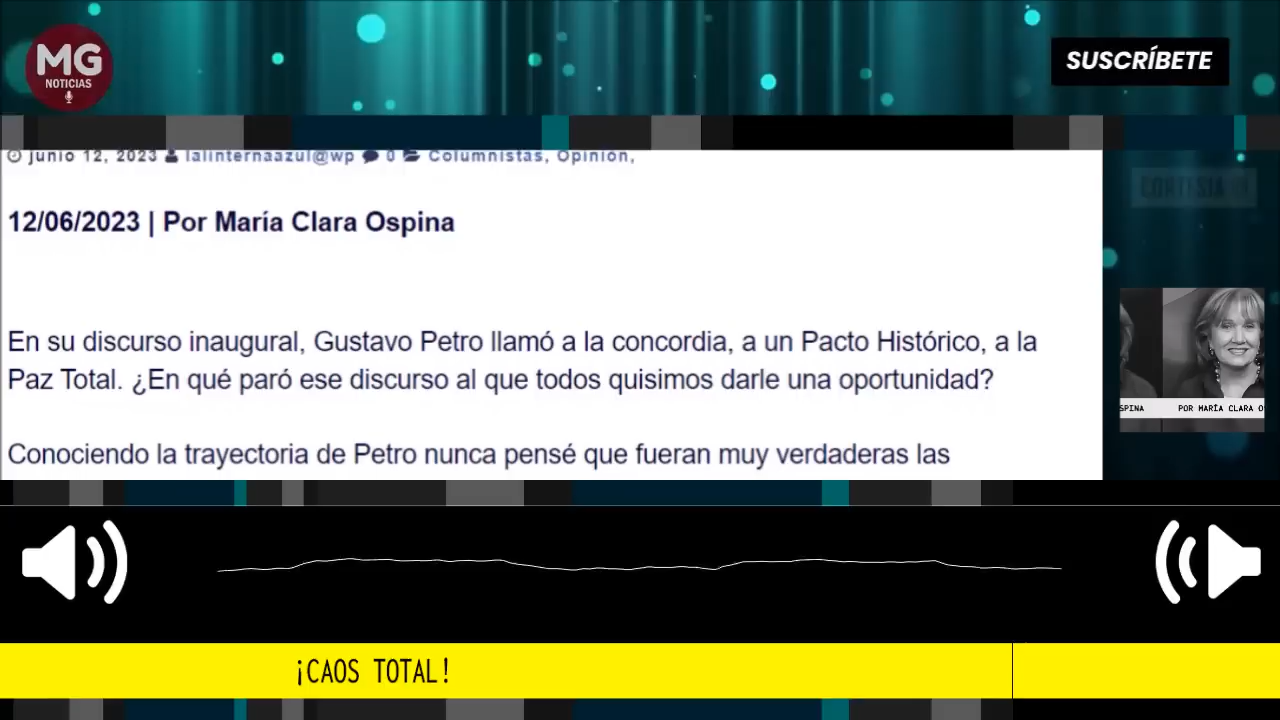 MG
NOTICIAS
SUSCRÍBETE
junio 12, 2023 lalinternaazul@wp 0 Columnistas, Opinión,
CORTESÍA
12/06/2023 | Por María Clara Ospina
En su discurso inaugural, Gustavo Petro llamó a la concordia, a un Pacto Histórico, a la
Paz Total. ¿En qué paró ese discurso al que todos quisimos darle una oportunidad?
SPINA POR MARÍA CLARA O
Conociendo la trayectoria de Petro nunca pensé que fueran muy verdaderas las
¡CAOS TOTAL!